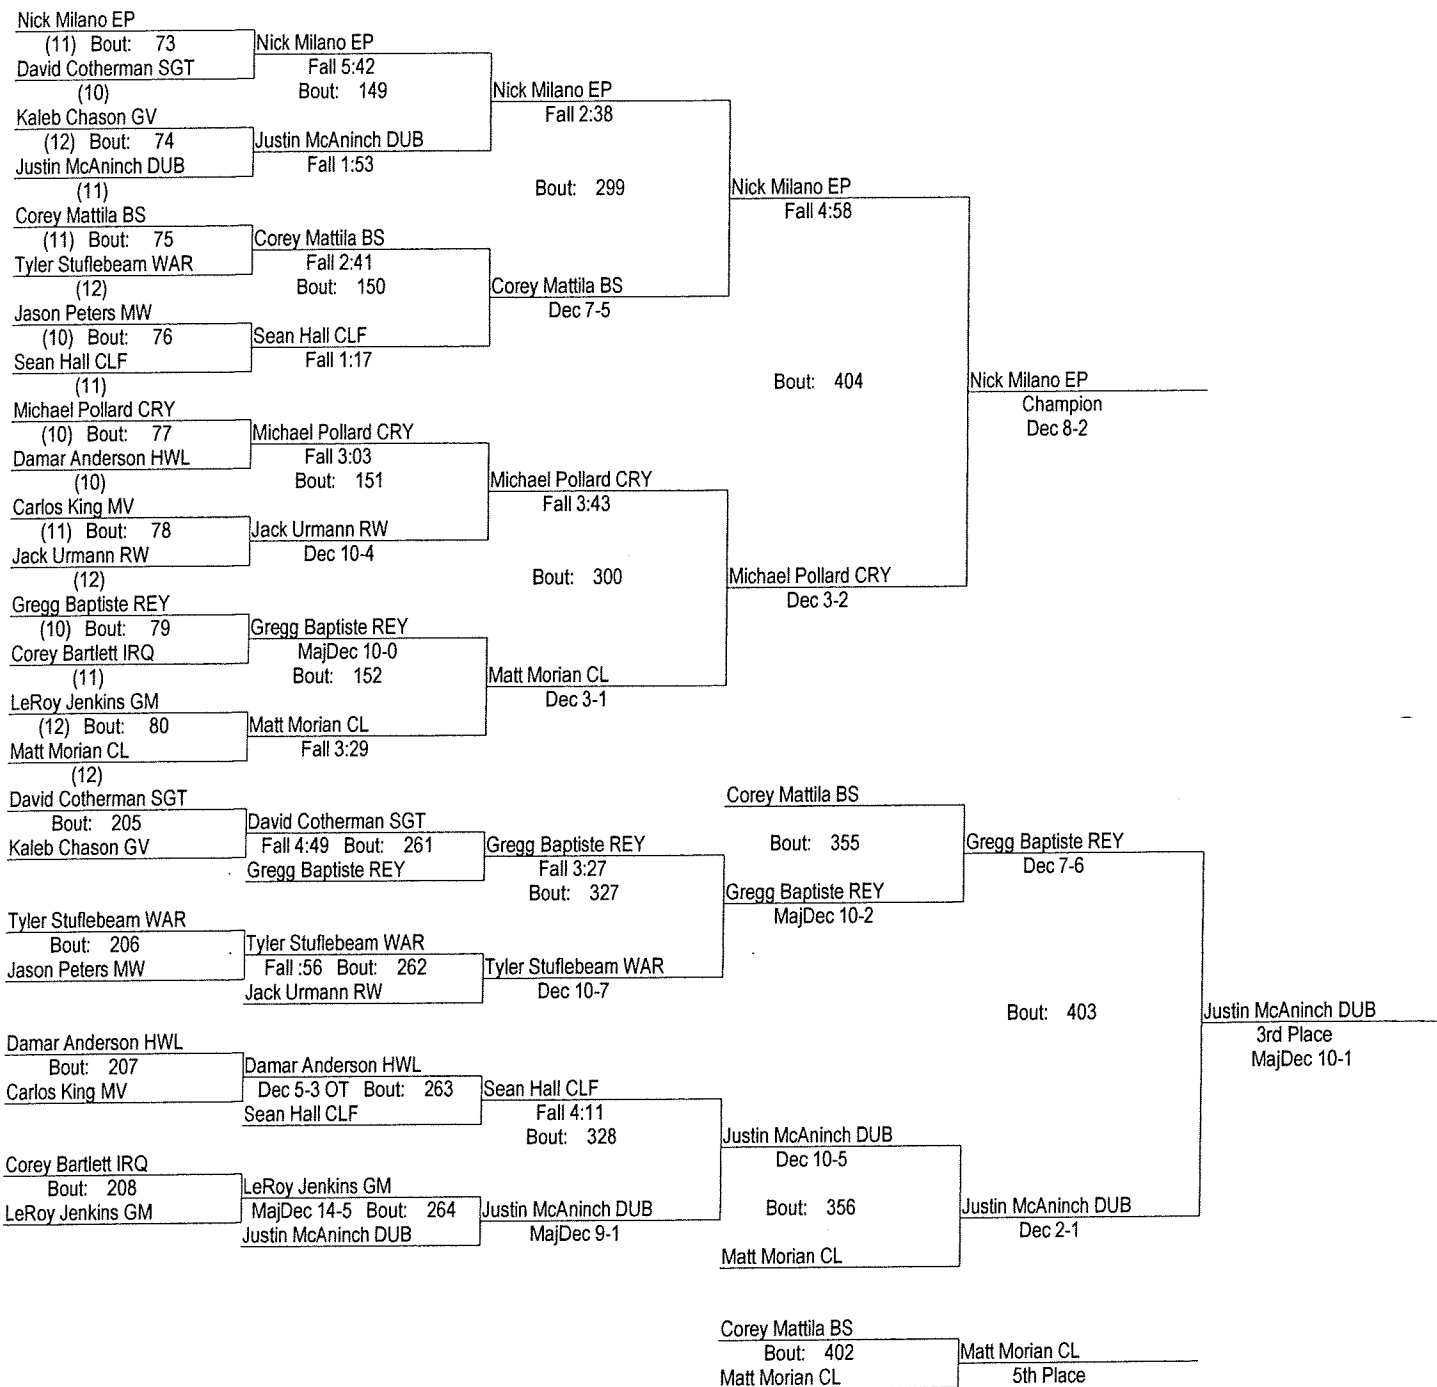 Nick Milano EP
(11) Bout: 73
David Cotherman SGT
(10)
Kaleb Chason GV
(12) Bout: 74
Justin McAninch DUB
(11)
Corey Mattila BS
(11) Bout: 75
Tyler Stuflebeam WAR
(12)
Jason Peters MW
(10) Bout: 76
Sean Hall CLF
(11)
Michael Pollard CRY
(10) Bout: 77
Damar Anderson HWL
(10)
Carlos King MV
(11) Bout: 78
Jack Urmann RW
(12)
Gregg Baptiste REY
(10) Bout: 79
Corey Bartlett IRQ
(11)
LeRoy Jenkins GM
(12) Bout: 80
Matt Morian CL
(12)
Nick Milano EP
Fall 5:42
Bout: 149
Justin McAninch DUB
Fall 1:53
Corey Mattila BS
Fall 2:41
Bout: 150
Sean Hall CLF
Fall 1:17
Michael Pollard CRY
Fall 3:03
Bout: 151
Jack Urmann RW
Dec 10-4
Gregg Baptiste REY
MajDec 10-0
Bout: 152
Matt Morian CL
Fall 3:29
Nick Milano EP
Fall 2:38
Bout: 299
Corey Mattila BS
Dec 7-5
Michael Pollard CRY
Fall 3:43
Bout: 300
Matt Morian CL
Dec 3-1
Nick Milano EP
Fall 4:58
Bout: 404
Michael Pollard CRY
Dec 3-2
Nick Milano EP
Champion
Dec 8-2
David Cotherman SGT
Bout: 205
Kaleb Chason GV
Tyler Stuflebeam WAR
Bout: 206
Jason Peters MW
Damar Anderson HWL
Bout: 207
Carlos King MV
Corey Bartlett IRQ
Bout: 208
LeRoy Jenkins GM
David Cotherman SGT
Fall 4:49 Bout: 261
Gregg Baptiste REY
Tyler Stuflebeam WAR
Fall :56 Bout: 262
Jack Urmann RW
Damar Anderson HWL
Dec 5-3 OT Bout: 263
Sean Hall CLF
LeRoy Jenkins GM
MajDec 14-5 Bout: 264
Justin McAninch DUB
Gregg Baptiste REY
Fall 3:27
Bout: 327
Tyler Stuflebeam WAR
Dec 10-7
Sean Hall CLF
Fall 4:11
Bout: 328
Justin McAninch DUB
MajDec 9-1
Corey Mattila BS
Bout: 355
Gregg Baptiste REY
MajDec 10-2
Justin McAninch DUB
Dec 10-5
Bout: 356
Matt Morian CL
Gregg Baptiste REY
Dec 7-6
Bout: 403
Justin McAninch DUB
Dec 2-1
Justin McAninch DUB
3rd Place
MajDec 10-1
Corey Mattila BS
Bout: 402
Matt Morian CL
Matt Morian CL
5th Place